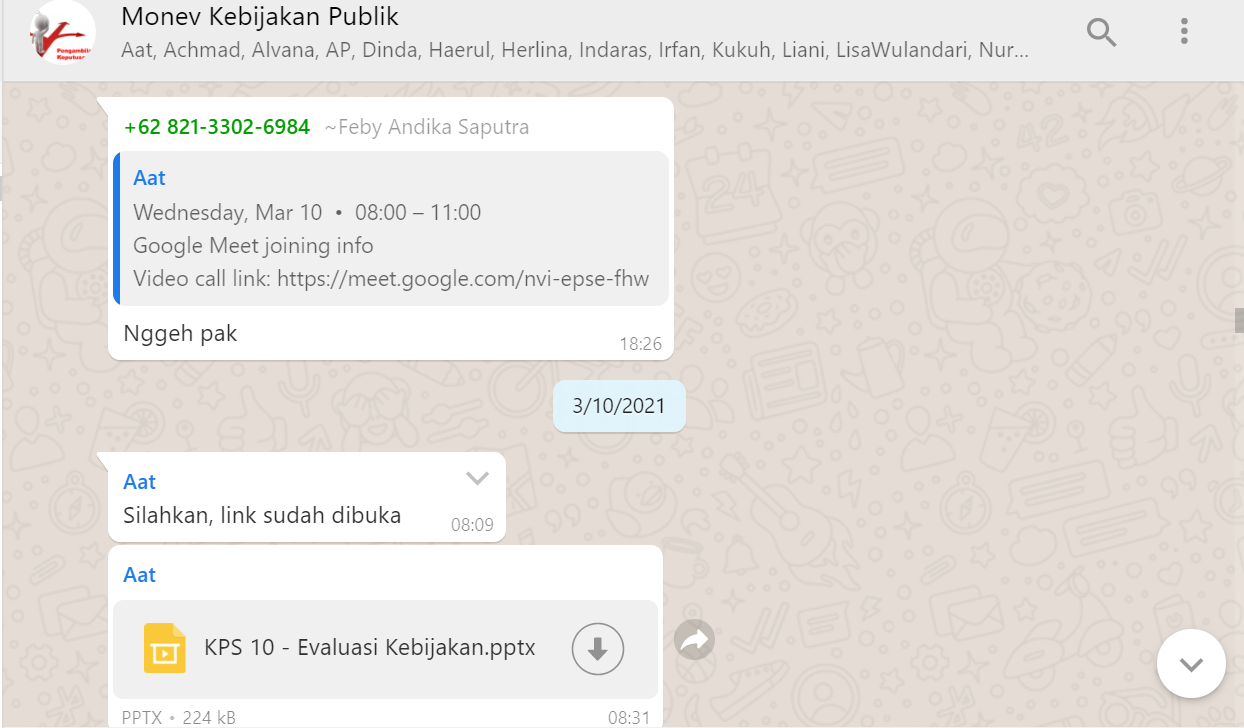 Monev Kebijakan Publik
Aat, Achmad, Alvana, AP, Dinda, Haerul, Herlina, Indaras, Irfan, Kukuh, Liani, LisaWulandari, Nur...
Pengambilan
Keputusan
+62 821-3302-6984 ~Feby Andika Saputra
Aat
Wednesday, Mar 10 • 08:00 – 11:00
Google Meet joining info
Video call link: https://meet.google.com/nvi-epse-fhw
Nggeh pak
18:26
3/10/2021
Aat
Silahkan, link sudah dibuka
08:09
Aat
KPS 10 - Evaluasi Kebijakan.pptx
PPTX • 224 kB
08:31